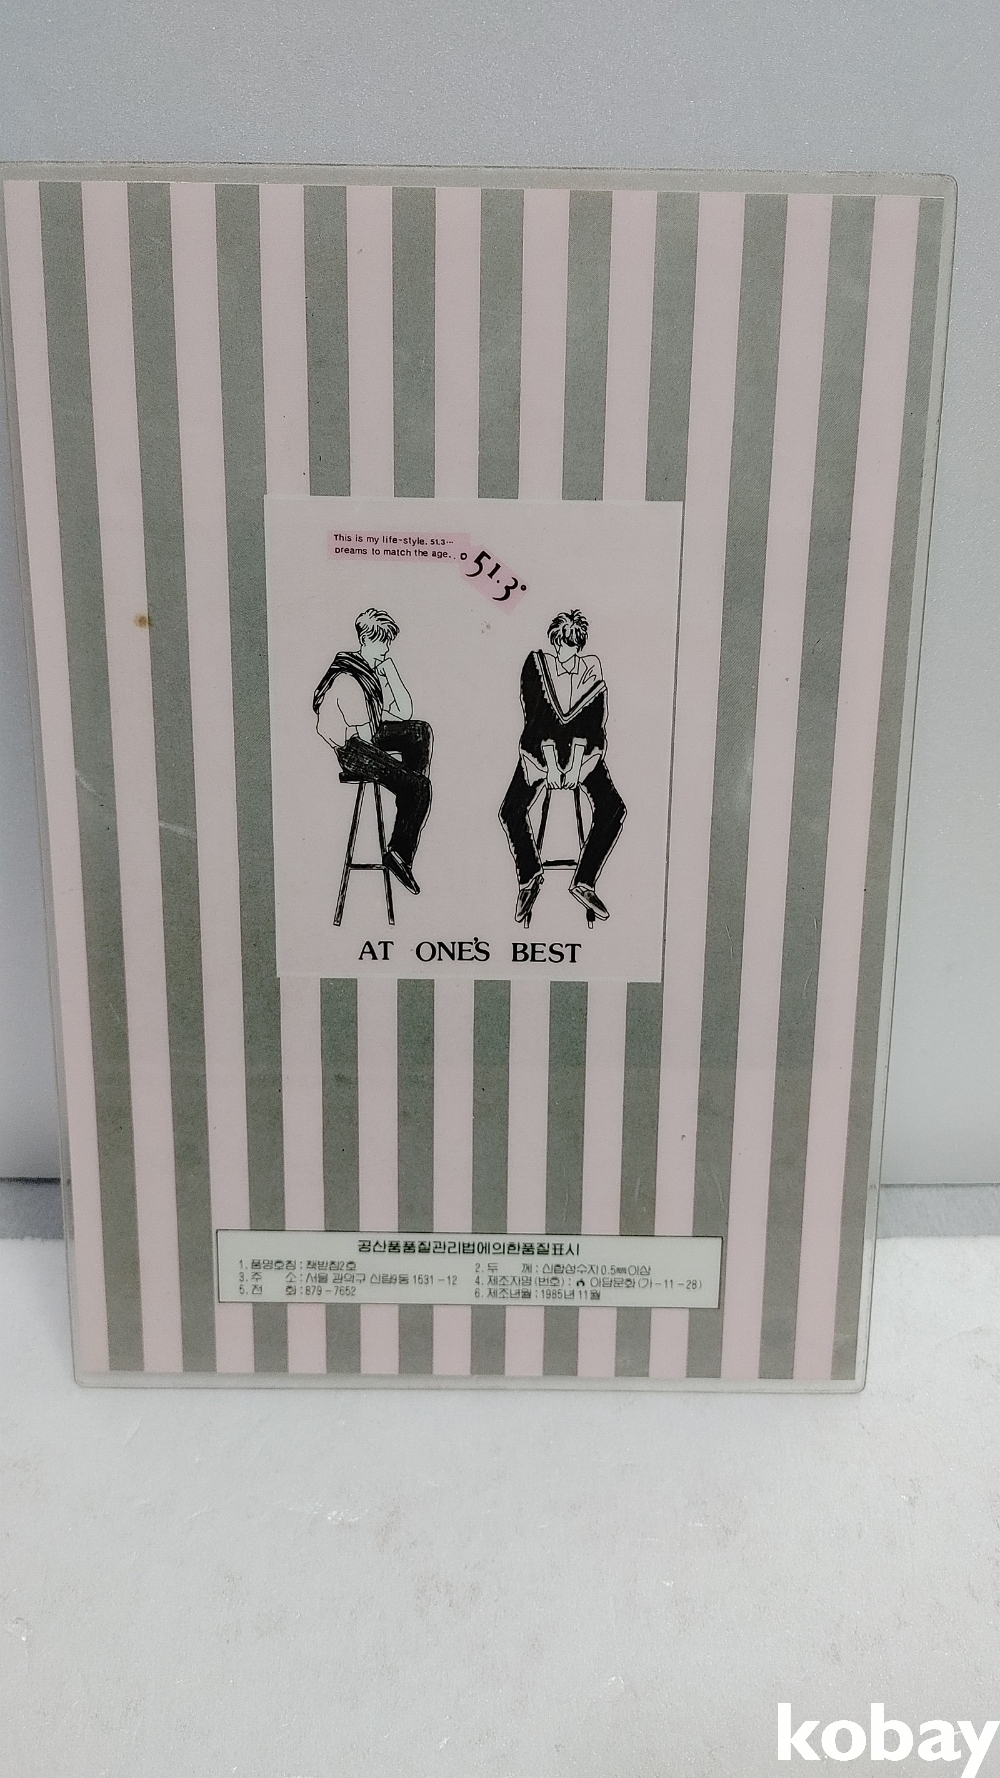 This is my life-style. 51.3…
Dreams to match the age..
51.3°
AT ONE'S BEST
공산품품질관리법에의한품질표시
1. 품명호칭 : 책받침2호
2. 두 께 : 신합성수지 0.5㎜이상
3. 주 소 : 서울 관악구 신림9동 1531-12
4. 제조자명 (번호) : 아담문화 (가-11-28)
5. 전 화 : 879-7652
6. 제조년월 : 1985년 11월
kobay